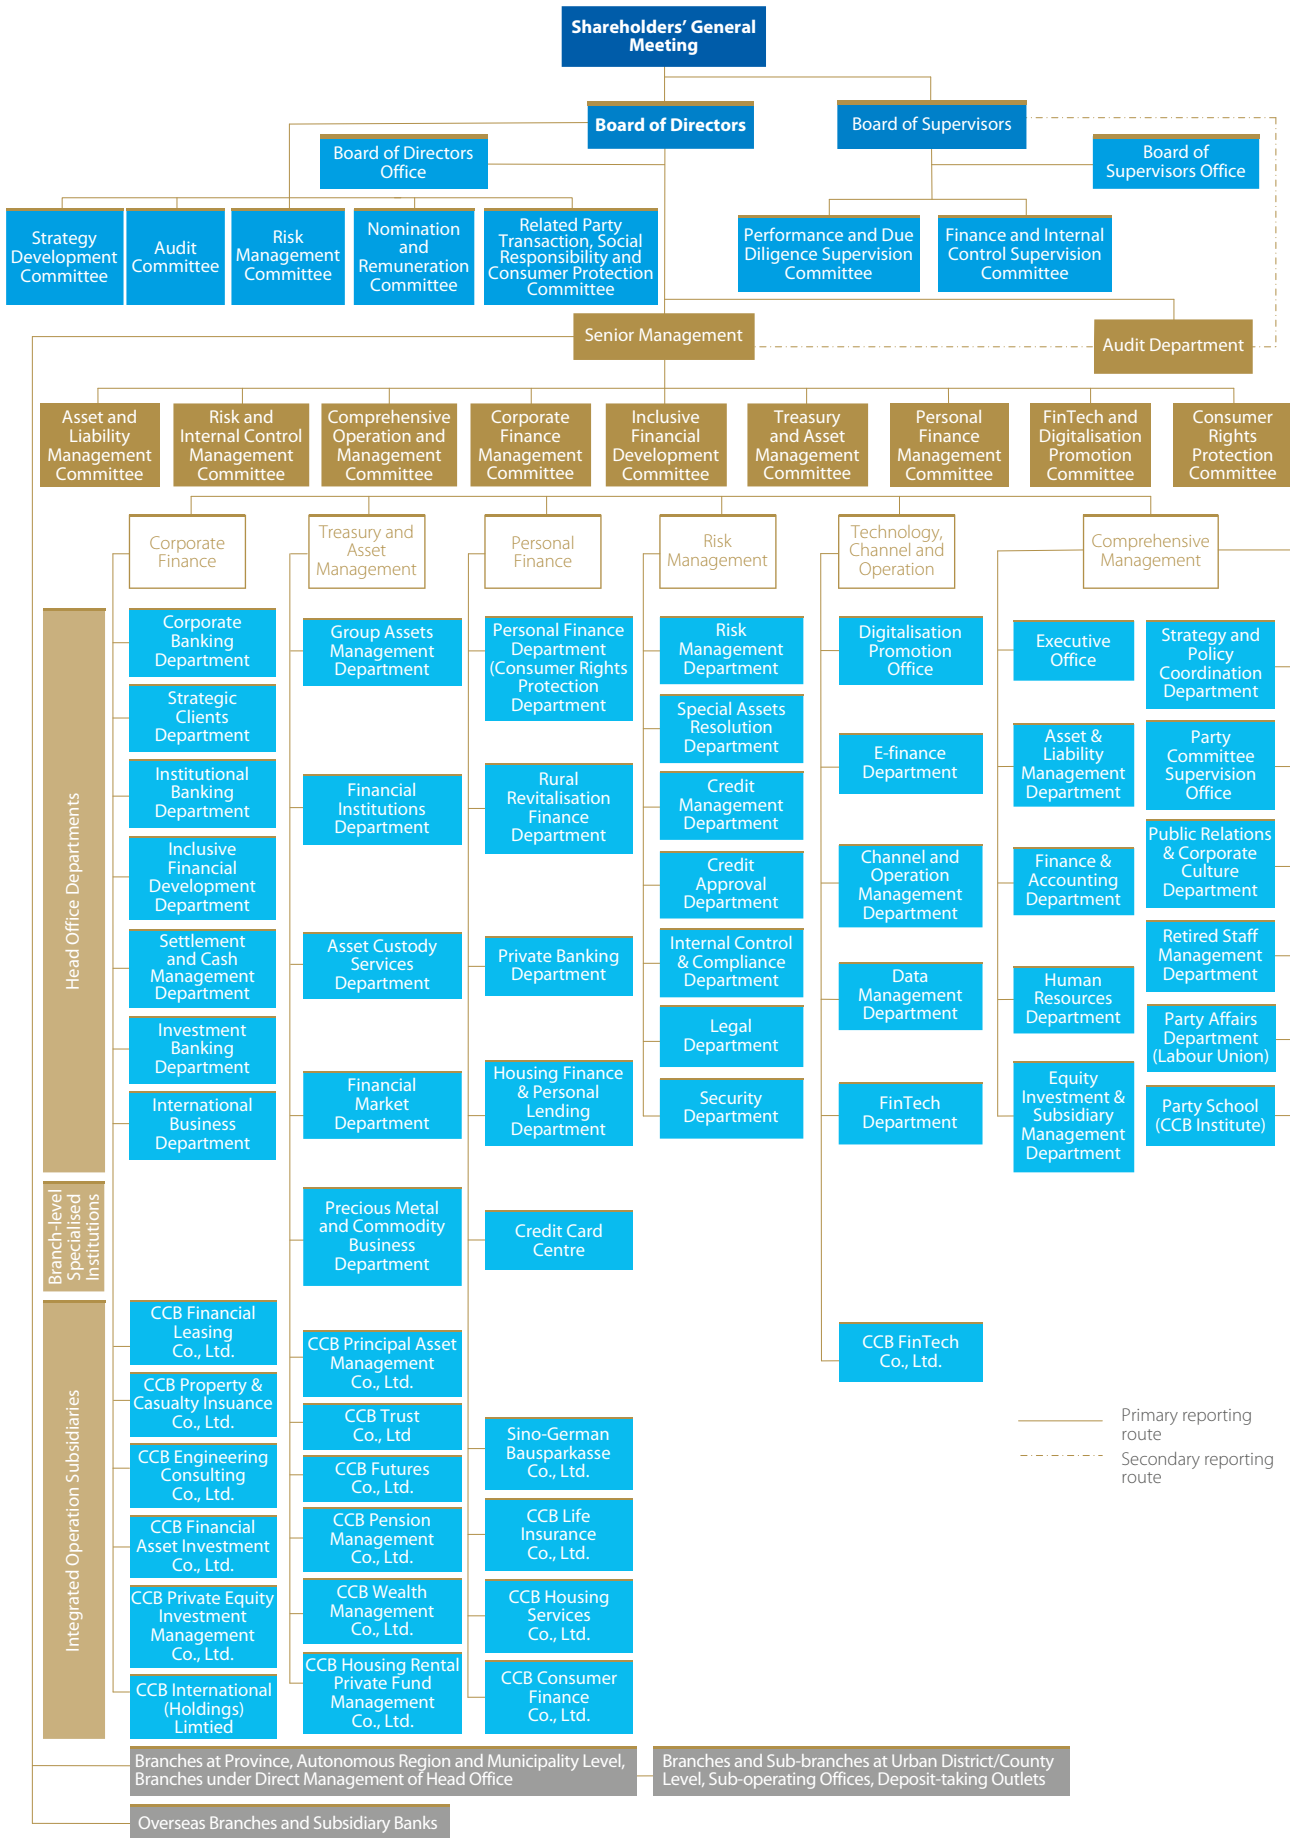 Shareholders' General
Meeting
Board of Directors
Board of Supervisors
Board of Directors
Office
Board of
Supervisors Office
Strategy
Development
Committee
Audit
Committee
Risk
Management
Committee
Nomination
and
Remuneration
Committee
Related Party
Transaction, Social
Responsibility and
Consumer Protection
Committee
Performance and Due
Diligence Supervision
Committee
Finance and Internal
Control Supervision
Committee
Senior Management
Audit Department
Asset and
Liability
Management
Committee
Risk and
Internal Control
Management
Committee
Comprehensive
Operation and
Management
Committee
Corporate
Finance
Management
Committee
Inclusive
Financial
Development
Committee
Treasury
and Asset
Management
Committee
Personal
Finance
Management
Committee
FinTech and
Digitalisation
Promotion
Committee
Consumer
Rights
Protection
Committee
Corporate
Finance
Treasury and
Asset
Management
Personal
Finance
Risk
Management
Technology,
Channel and
Operation
Comprehensive
Management
Head Office Departments
Corporate
Banking
Department
Strategic
Clients
Department
Institutional
Banking
Department
Inclusive
Financial
Development
Department
Settlement
and Cash
Management
Department
Investment
Banking
Department
International
Business
Department
Group Assets
Management
Department
Financial
Institutions
Department
Asset Custody
Services
Department
Financial
Market
Department
Personal Finance
Department
(Consumer Rights
Protection
Department
Rural
Revitalisation
Finance
Department
Private Banking
Department
Housing Finance
& Personal
Lending
Department
Risk
Management
Department
Special Assets
Resolution
Department
Credit
Management
Department
Credit
Approval
Department
Internal Control
& Compliance
Department
Legal
Department
Security
Department
Digitalisation
Promotion
Office
E-finance
Department
Channel and
Operation
Management
Department
Data
Management
Department
FinTech
Department
Executive
Office
Asset &
Liability
Management
Department
Finance &
Accounting
Department
Human
Resources
Department
Equity
Investment &
Subsidiary
Management
Department
Strategy and
Policy
Coordination
Department
Party
Committee
Supervision
Office
Public Relations
& Corporate
Culture
Department
Retired Staff
Management
Department
Party Affairs
Department
(Labour Union)
Party School
(CCB Institute)
Branch-level
Specialised
Institutions
Precious Metal
and Commodity
Business
Department
Credit Card
Centre
Integrated Operation Subsidiaries
CCB Financial
Leasing
Co., Ltd.
CCB Property &
Casualty Insuance
Co., Ltd.
CCB Engineering
Consulting
Co., Ltd.
CCB Financial
Asset Investment
Co., Ltd.
CCB Private Equity
Investment
Management
Co., Ltd.
CCB International
(Holdings)
Limtied
CCB Principal Asset
Management
Co., Ltd.
CCB Trust
Co., Ltd
CCB Futures
Co., Ltd.
CCB Pension
Management
Co., Ltd.
CCB Wealth
Management
Co., Ltd.
CCB Housing Rental
Private Fund
Management
Co., Ltd.
Sino-German
Bausparkasse
Co., Ltd.
CCB Life
Insurance
Co., Ltd.
CCB Housing
Services
Co., Ltd.
CCB Consumer
Finance
Co., Ltd.
CCB FinTech
Co., Ltd.
Primary reporting
route
Secondary reporting
route
Branches at Province, Autonomous Region and Municipality Level,
Branches under Direct Management of Head Office
Branches and Sub-branches at Urban District/County
Level, Sub-operating Offices, Deposit-taking Outlets
Overseas Branches and Subsidiary Banks